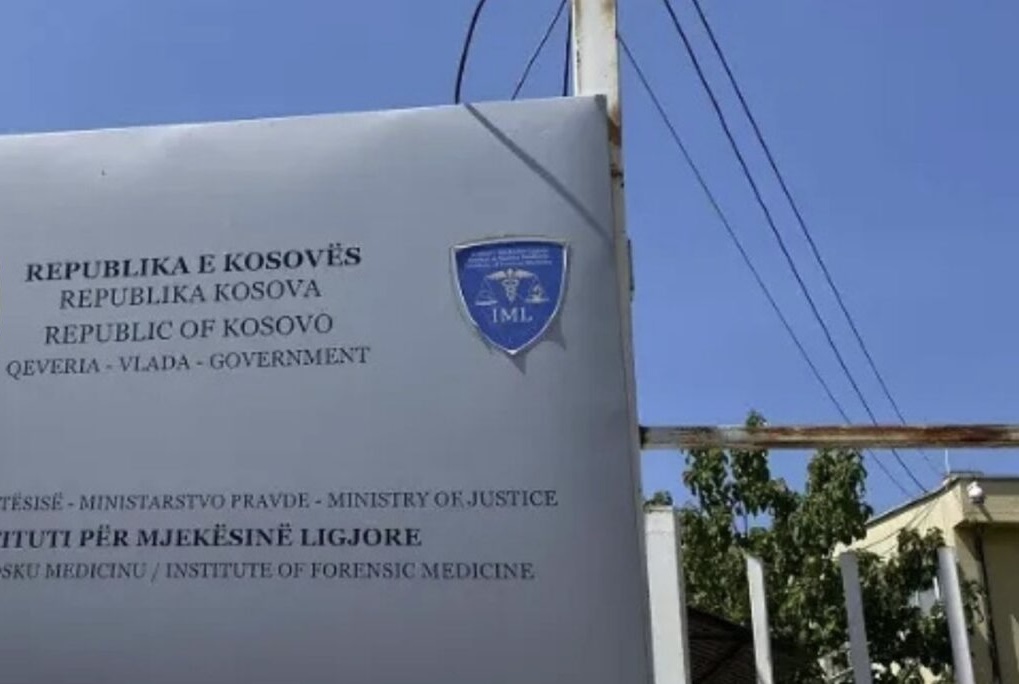 REPUBLIKA E KOSOVËS
REPUBLIKA KOSOVA
REPUBLIC OF KOSOVO
QEVERIA - VLADA - GOVERNMENT
IML
TËSISË - MINISTARSTVO PRAVDE - MINISTRY OF JUSTICE
ITUTI PËR MJEKËSINË LIGJORE
SKU MEDICINU / INSTITUTE OF FORENSIC MEDICINE